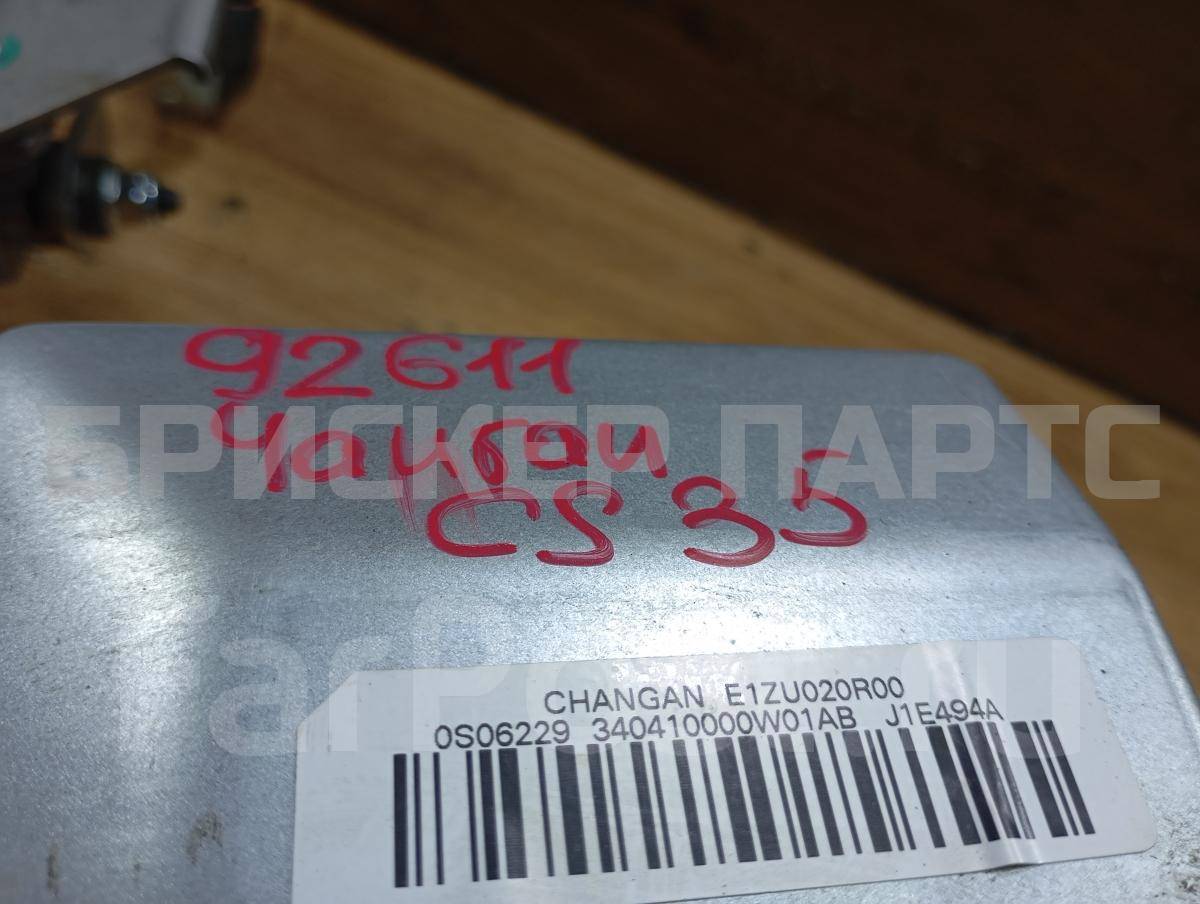 92611
Чанган
CS 35
БРИСКЕР ПАРТС
CHANGAN E1ZU020R00
0S06229 340410000W01AB J1E494A